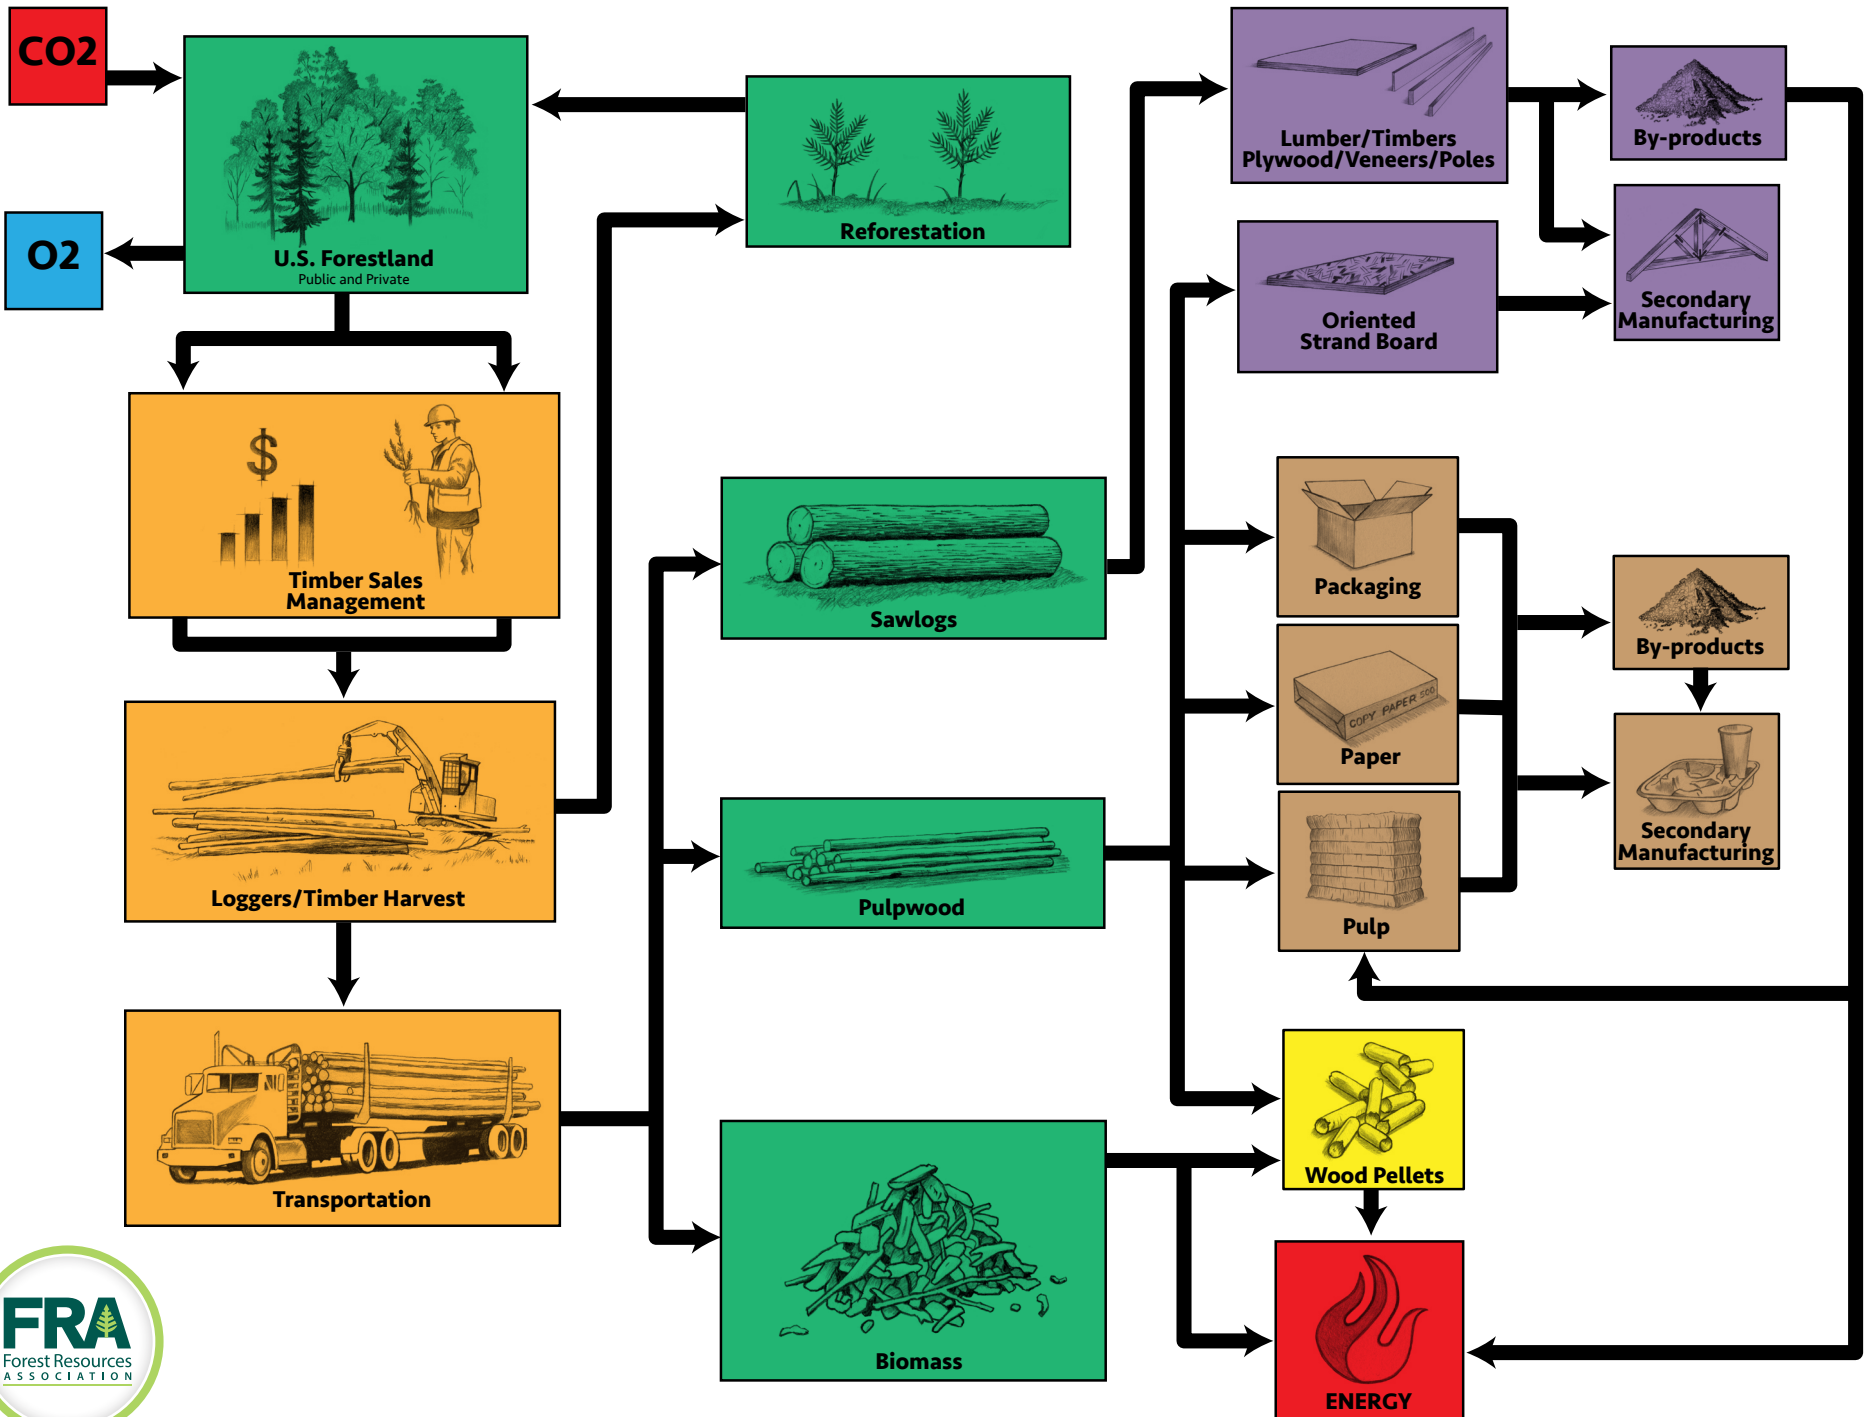 CO2
O2
U.S. Forestland
Public and Private
Reforestation
Lumber/Timbers
Plywood/Veneers/Poles
By-products
Oriented
Strand Board
Secondary
Manufacturing
$
Timber Sales
Management
Sawlogs
Packaging
COPY PAPER 500
Paper
By-products
Loggers/Timber Harvest
Pulpwood
Pulp
Secondary
Manufacturing
Transportation
Biomass
Wood Pellets
ENERGY
FRA
Forest Resources
ASSOCIATION